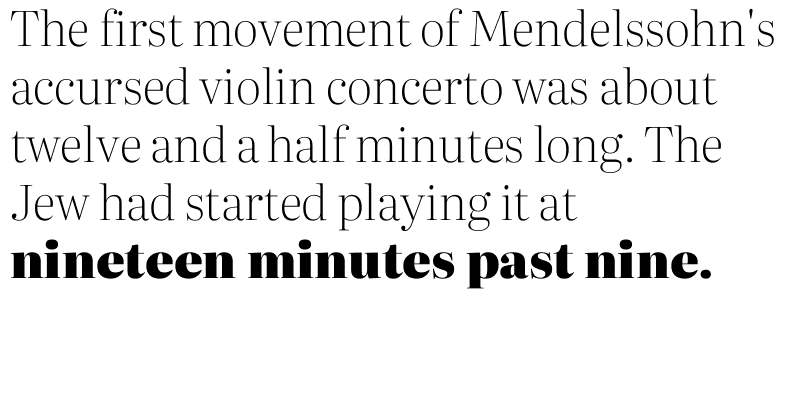 The first movement of Mendelssohn's
accursed violin concerto was about
twelve and a half minutes long. The
Jew had started playing it at
nineteen minutes past nine.